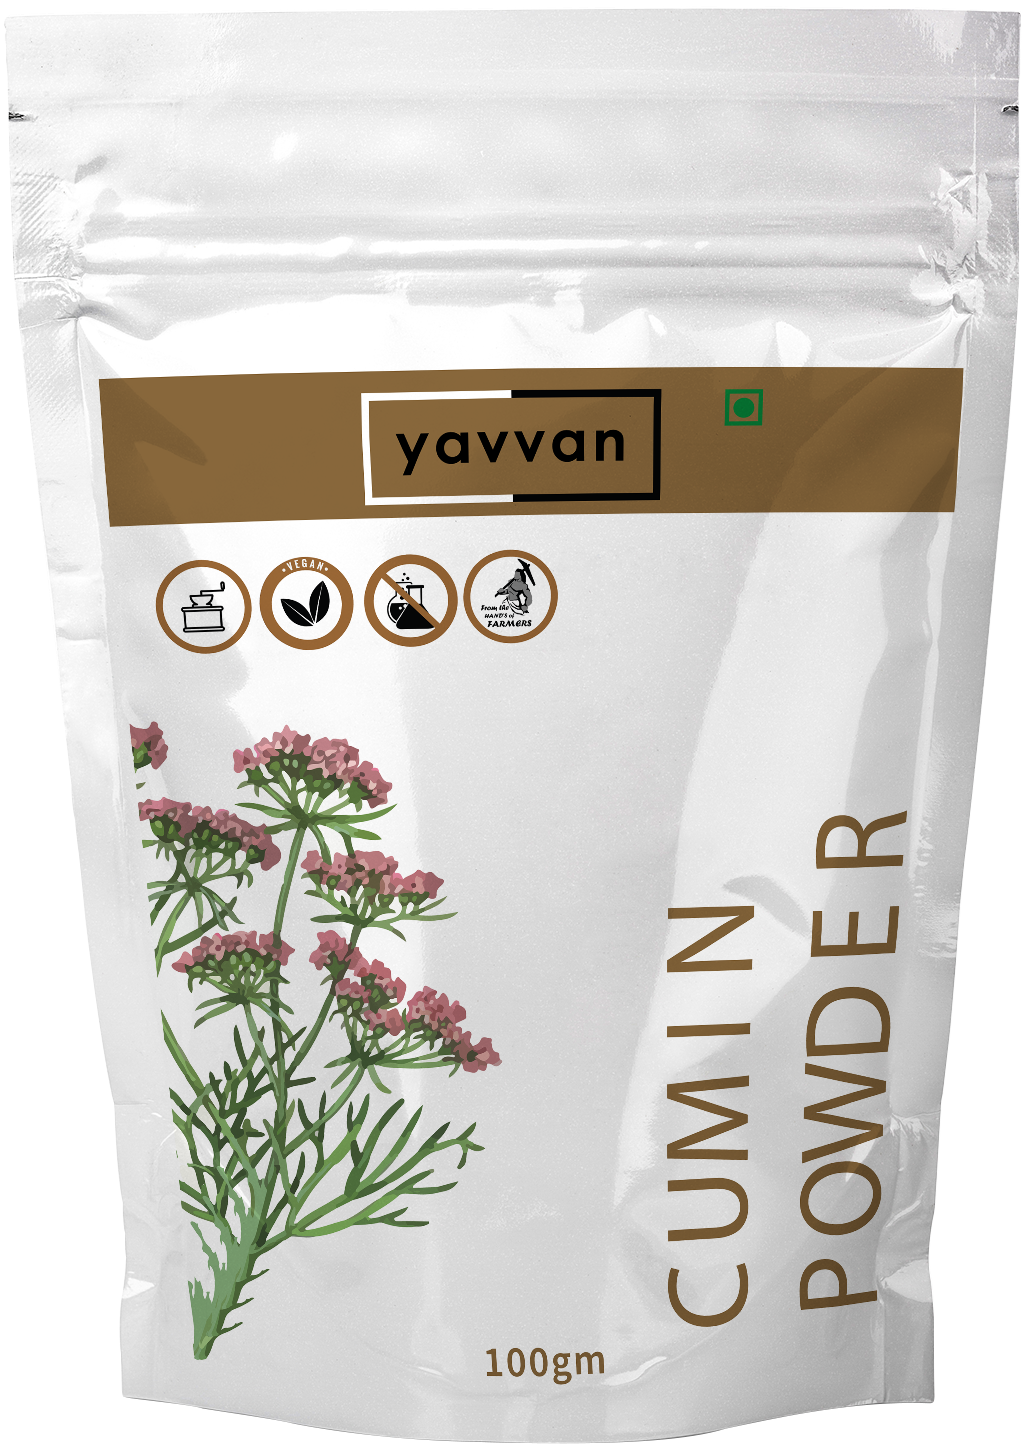 yavvan
VEGAN
From the
HAND'S of
FARMERS
CUMIN
POWDER
100gm